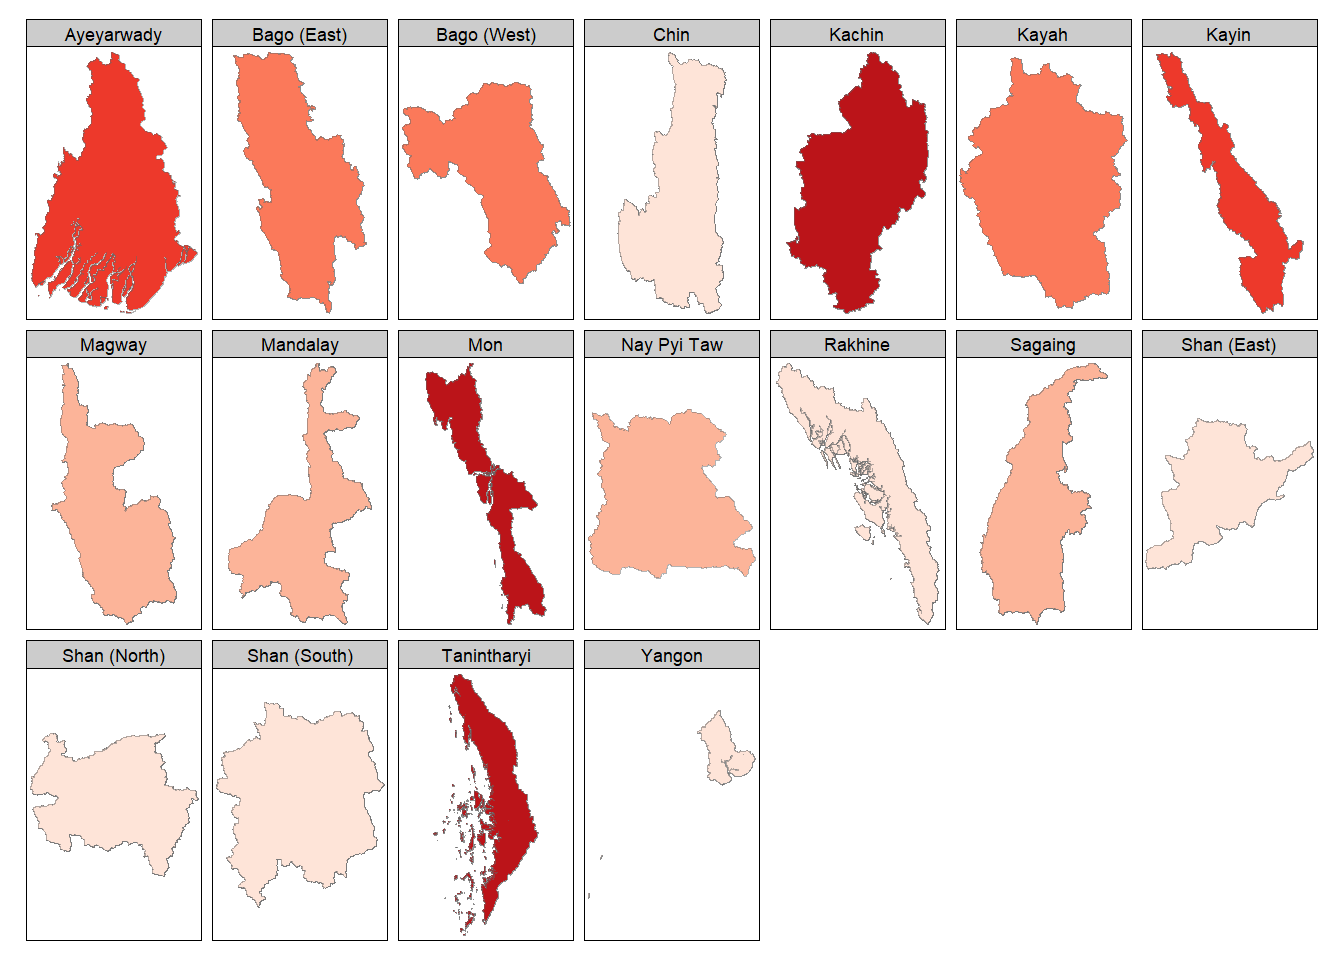 Ayeyarwady
Bago (East)
Bago (West)
Chin
Kachin
Kayah
Kayin
Magway
Mandalay
Mon
Nay Pyi Taw
Rakhine
Sagaing
Shan (East)
Shan (North)
Shan (South)
Tanintharyi
Yangon